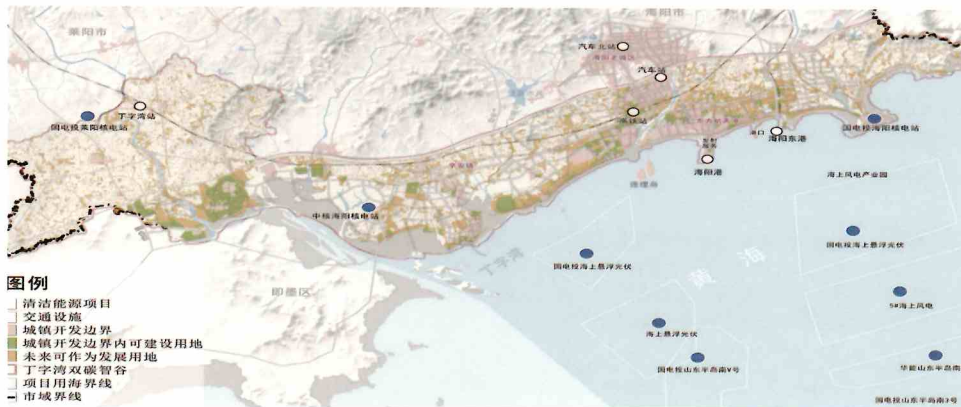 莱阳市
海阳市
汽车北站
汽车站
丁字湾站
国电投莱阳核电站
国电投海阳核电站
港口
海阳东港
海阳港
海上风电产业园
中核海阳核电站
丁字湾
国电投海上悬浮光伏
国电投海上悬浮光伏
黄海
即墨区
5#海上风电
海上悬浮光伏
国电投山东半岛南V号
华能山东半岛南
国电投山东半岛南3号
图例
清洁能源项目
交通设施
城镇开发边界
城镇开发边界内可建设用地
未来可作为发展用地
丁字湾双碳智谷
项目用海界线
市域界线